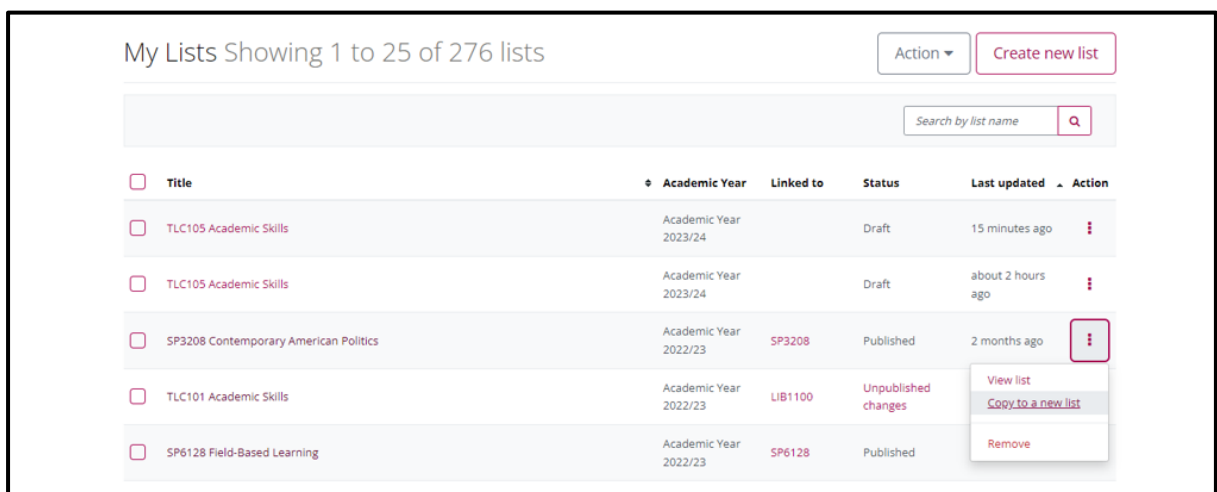 My Lists Showing 1 to 25 of 276 lists
Action
Create new list
Search by list name
Title Academic Year Linked to Status Last updated Action
TLC105 Academic Skills Academic Year 2023/24 Draft 15 minutes ago
TLC105 Academic Skills Academic Year 2023/24 Draft about 2 hours ago
SP3208 Contemporary American Politics Academic Year 2022/23 SP3208 Published 2 months ago
View list
Copy to a new list
Remove
TLC101 Academic Skills Academic Year 2022/23 LIB1100 Unpublished changes
SP6128 Field-Based Learning Academic Year 2022/23 SP6128 Published